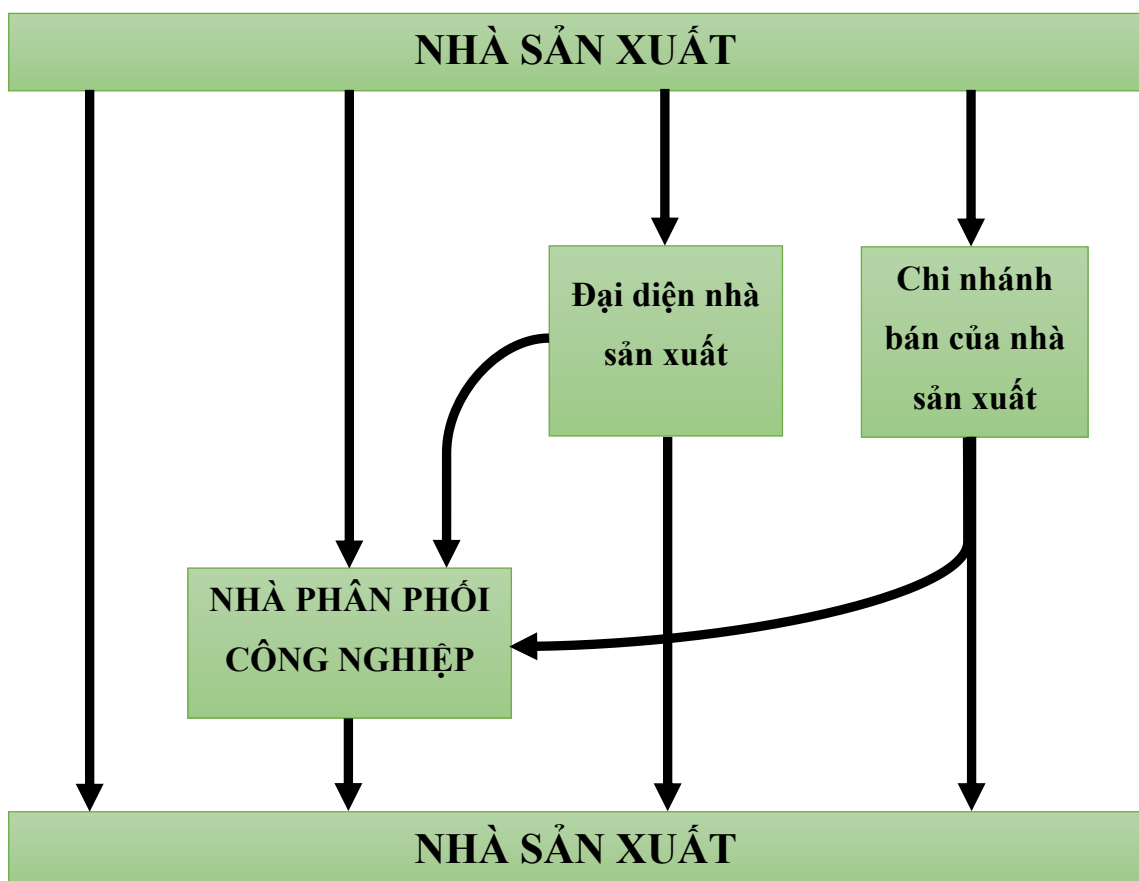 NHÀ SẢN XUẤT
Đại diện nhà
sản xuất
Chi nhánh
bán của nhà
sản xuất
NHÀ PHÂN PHỐI
CÔNG NGHIỆP
NHÀ SẢN XUẤT